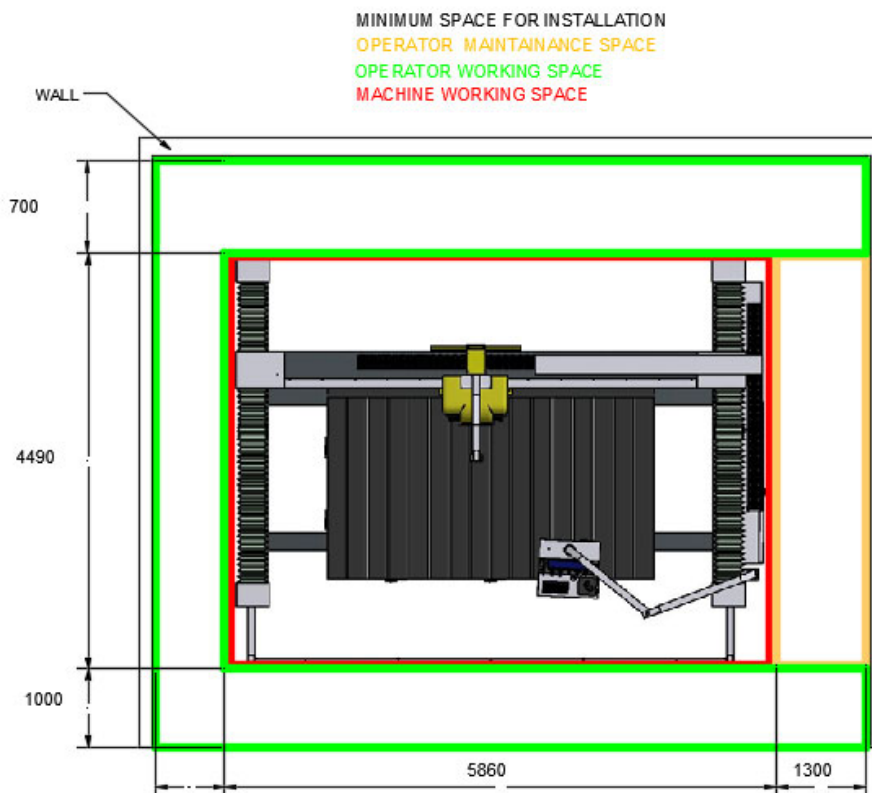 MINIMUM SPACE FOR INSTALLATION
OPERATOR MAINTAINANCE SPACE
OPERATOR WORKING SPACE
MACHINE WORKING SPACE
WALL
700
4490
1000
5860
1300